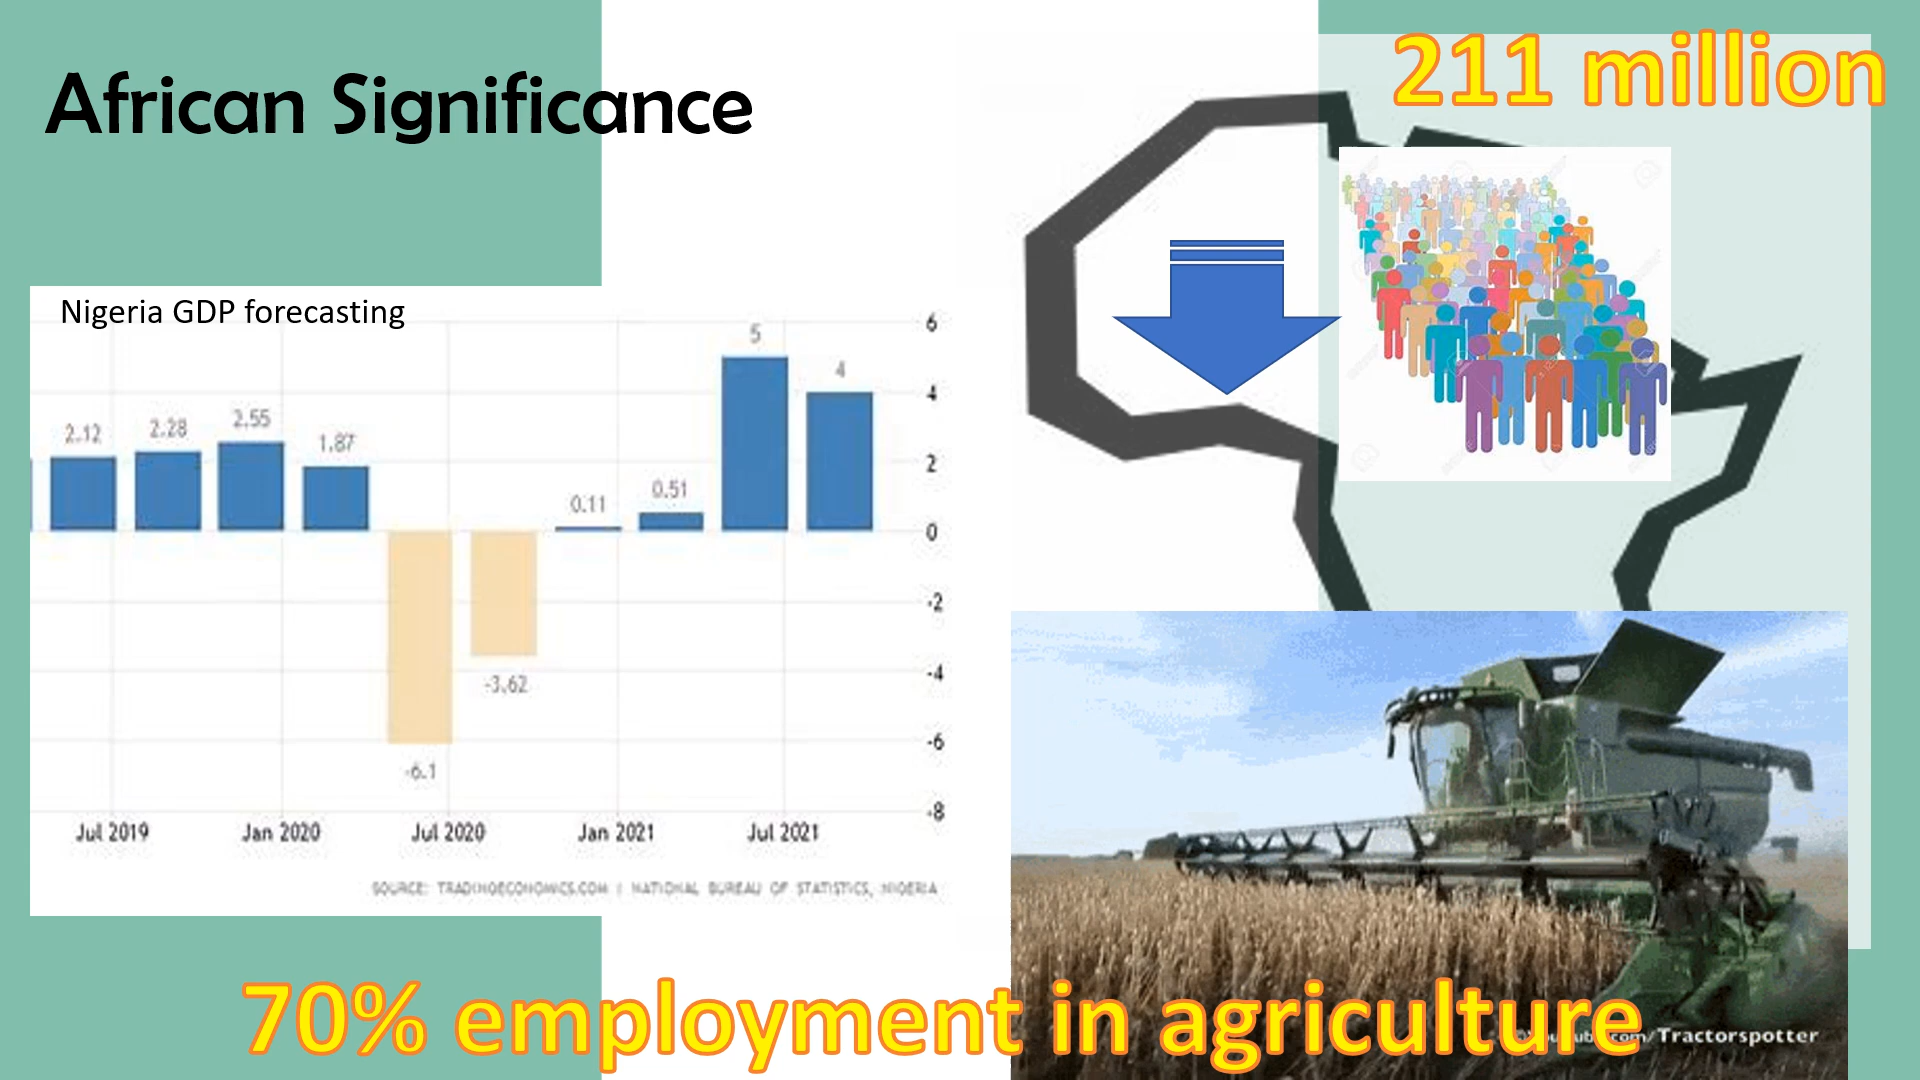 African Significance
211 million
Nigeria GDP forecasting
6
4
2
0
-2
-4
-6
-8
2.12
2.28
2.55
1.87
-6.1
-3.62
0.11
0.51
5
4
Jul 2019
Jan 2020
Jul 2020
Jan 2021
Jul 2021
SOURCE: TRADINGECONOMICS.COM | NATIONAL BUREAU OF STATISTICS, NIGERIA
70% employment in agriculture
/Tractorspotter